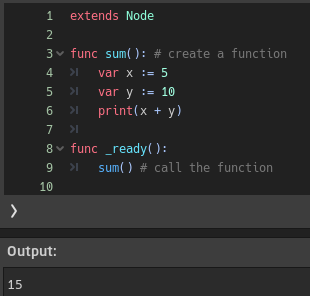 1 extends Node
2
3 func sum(): # create a function
4 var x := 5
5 var y := 10
6 print(x + y)
7
8 func _ready():
9 sum() # call the function
10
Output:
15